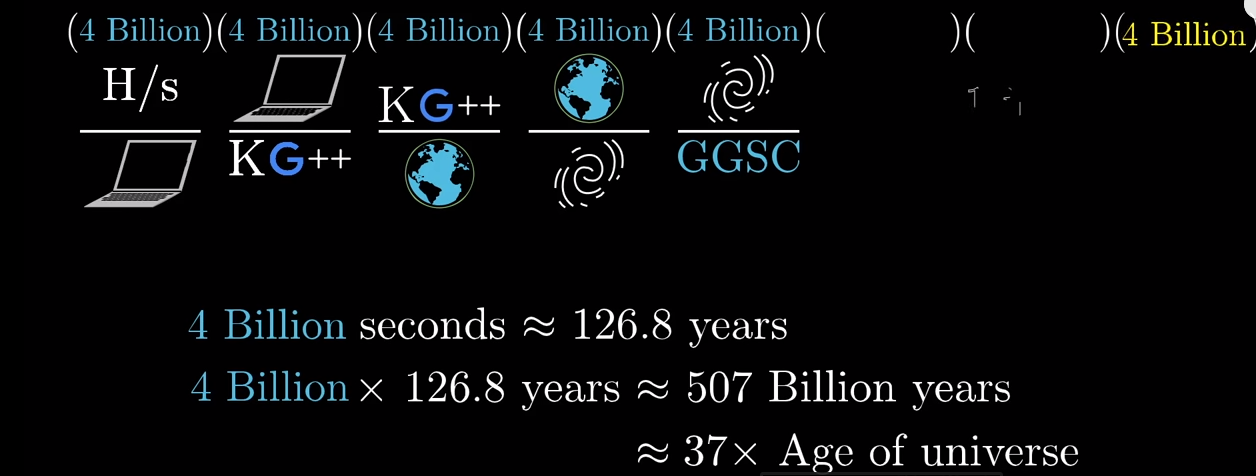 (4 Billion)(4 Billion)(4 Billion)(4 Billion)(4 Billion)( )( )(4 Billion)
H/s
KG++
KG++
GGSC
4 Billion seconds ≈ 126.8 years
4 Billion × 126.8 years ≈ 507 Billion years
≈ 37× Age of universe